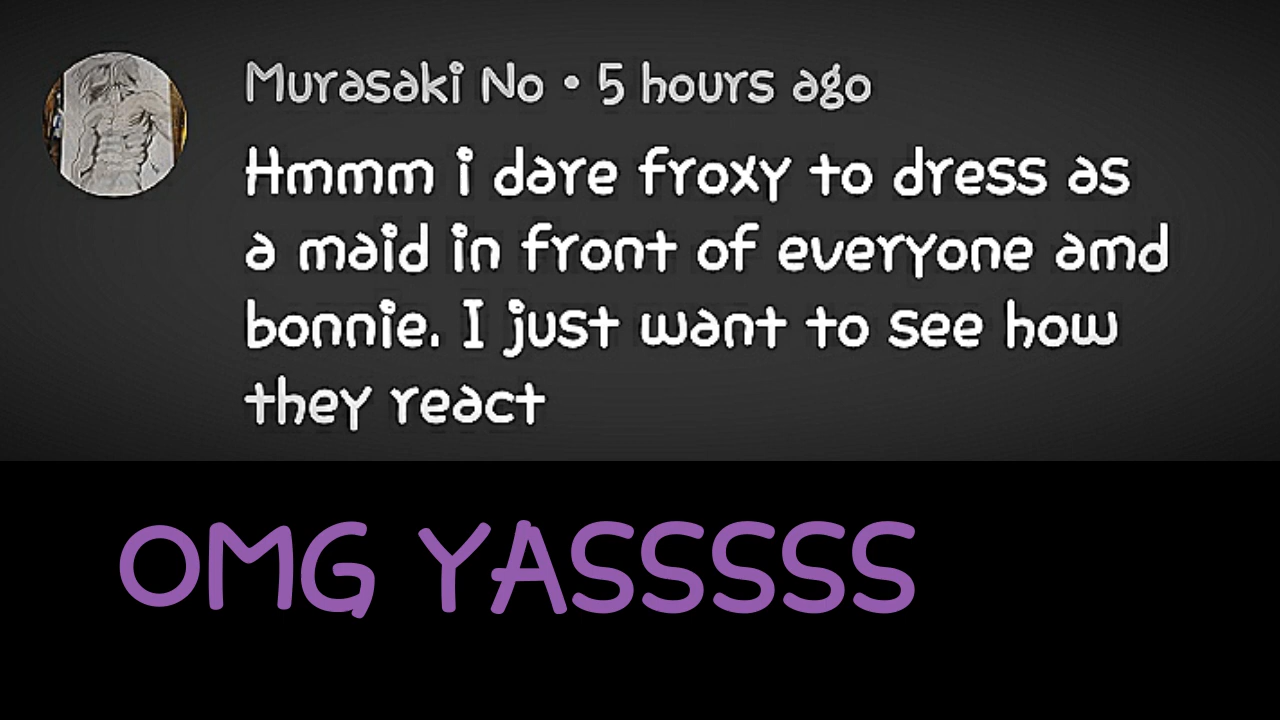 Murasaki No • 5 hours ago
Hmmm i dare froxy to dress as
a maid in front of everyone amd
bonnie. I just want to see how
they react
OMG YASSSSS